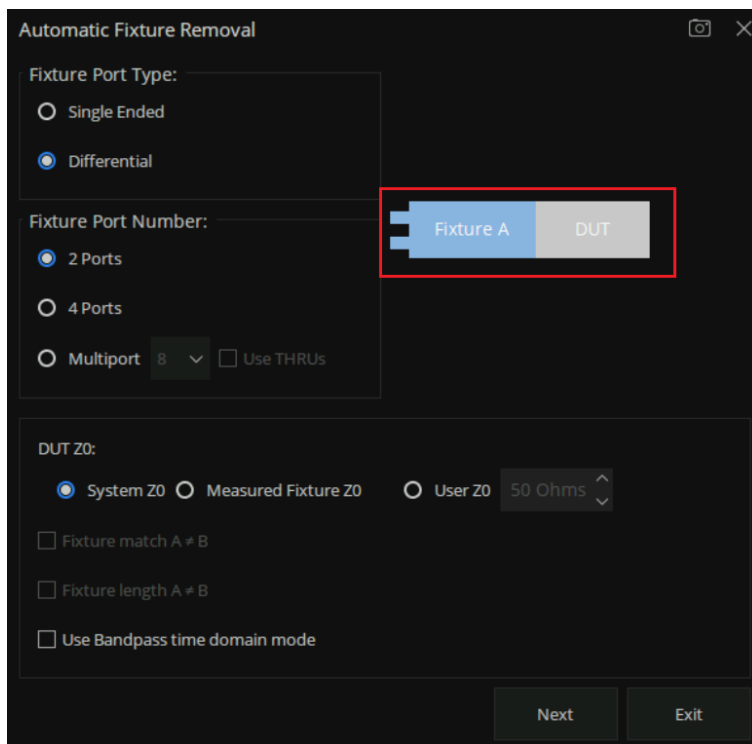 Automatic Fixture Removal
Fixture Port Type:
Single Ended
Differential
Fixture Port Number:
2 Ports
4 Ports
Multiport 8 Use THRUs
Fixture A DUT
DUT Z0:
System Z0 Measured Fixture Z0 User Z0 50 Ohms
Fixture match A ≠ B
Fixture length A ≠ B
Use Bandpass time domain mode
Next Exit